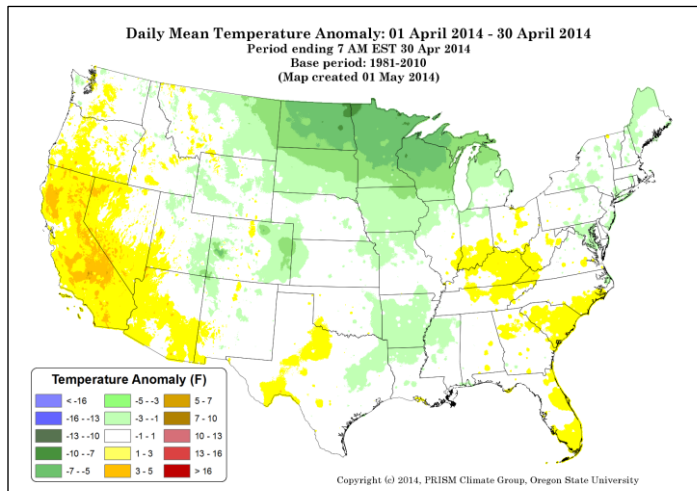 Daily Mean Temperature Anomaly: 01 April 2014 - 30 April 2014
Period ending 7 AM EST 30 Apr 2014
Base period: 1981-2010
(Map created 01 May 2014)
Temperature Anomaly (F)
< -16 -5 - -3 5 - 7
-16 - -13 -3 - -1 7 - 10
-13 - -10 -1 - 1 10 - 13
-10 - -7 1 - 3 13 - 16
-7 - -5 3 - 5 > 16
Copyright (c) 2014, PRISM Climate Group, Oregon State University